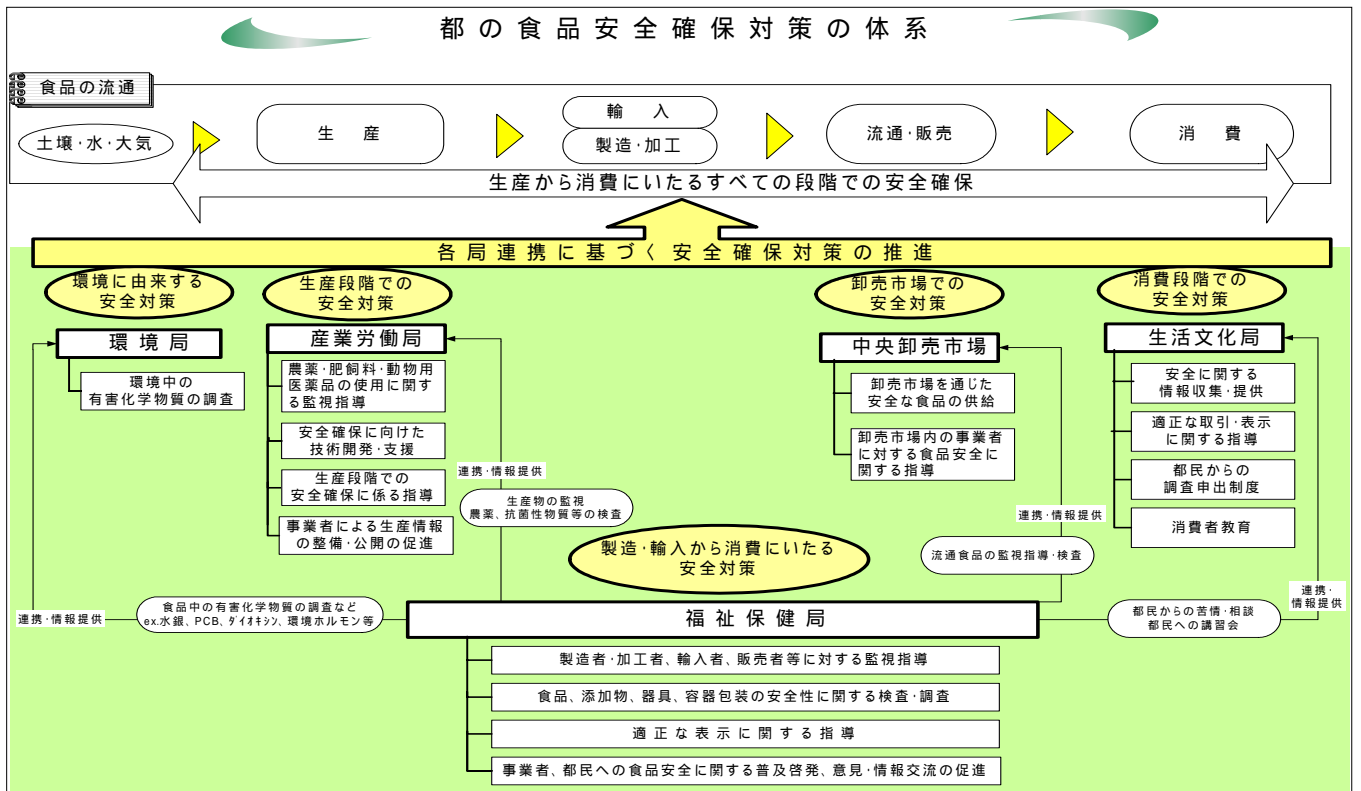 都の食品安全確保対策の体系
食品の流通
土壌・水・大気
生産
輸入
製造・加工
流通・販売
消費
生産から消費にいたるすべての段階での安全確保
各局連携に基づく安全確保対策の推進
環境に由来する
安全対策
生産段階での
安全対策
卸売市場での
安全対策
消費段階での
安全対策
環境局
環境中の
有害化学物質の調査
産業労働局
農薬・肥飼料・動物用
医薬品の使用に関す
る監視指導
安全確保に向けた
技術開発・支援
生産段階での
安全確保に係る指導
事業者による生産情報
の整備・公開の促進
中央卸売市場
卸売市場を通じた
安全な食品の供給
卸売市場内の事業者
に対する食品安全に
関する指導
生活文化局
安全に関する
情報収集・提供
適正な取引・表示
に関する指導
都民からの
調査申出制度
消費者教育
連携・情報提供
生産物の監視
農薬、抗菌性物質等の検査
連携・情報提供
流通食品の監視指導・検査
製造・輸入から消費にいたる
安全対策
連携・情報提供
食品中の有害化学物質の調査など
ex.水銀、PCB、ダイオキシン、環境ホルモン等
福祉保健局
都民からの苦情・相談
都民への講習会
連携・
情報提供
製造者・加工者、輸入者、販売者等に対する監視指導
食品、添加物、器具、容器包装の安全性に関する検査・調査
適正な表示に関する指導
事業者、都民への食品安全に関する普及啓発、意見・情報交流の促進